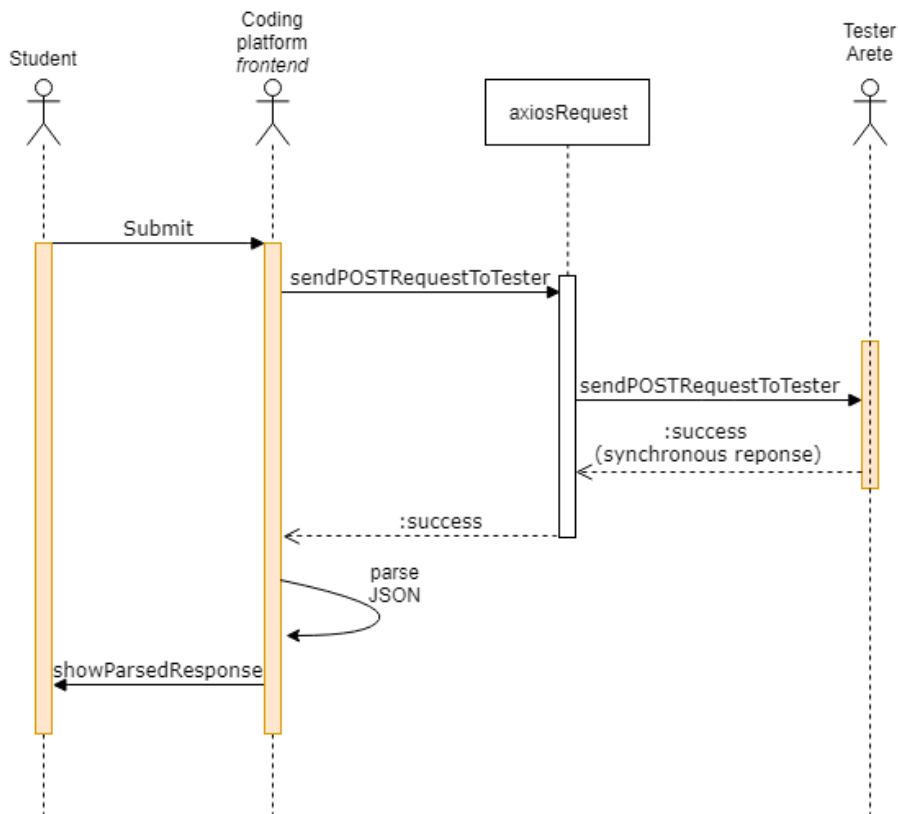 Student
Coding
platform
frontend
axiosRequest
Tester
Arete
Submit
sendPOSTRequestToTester
sendPOSTRequestToTester
:success
(synchronous reponse)
:success
parse
JSON
showParsedResponse